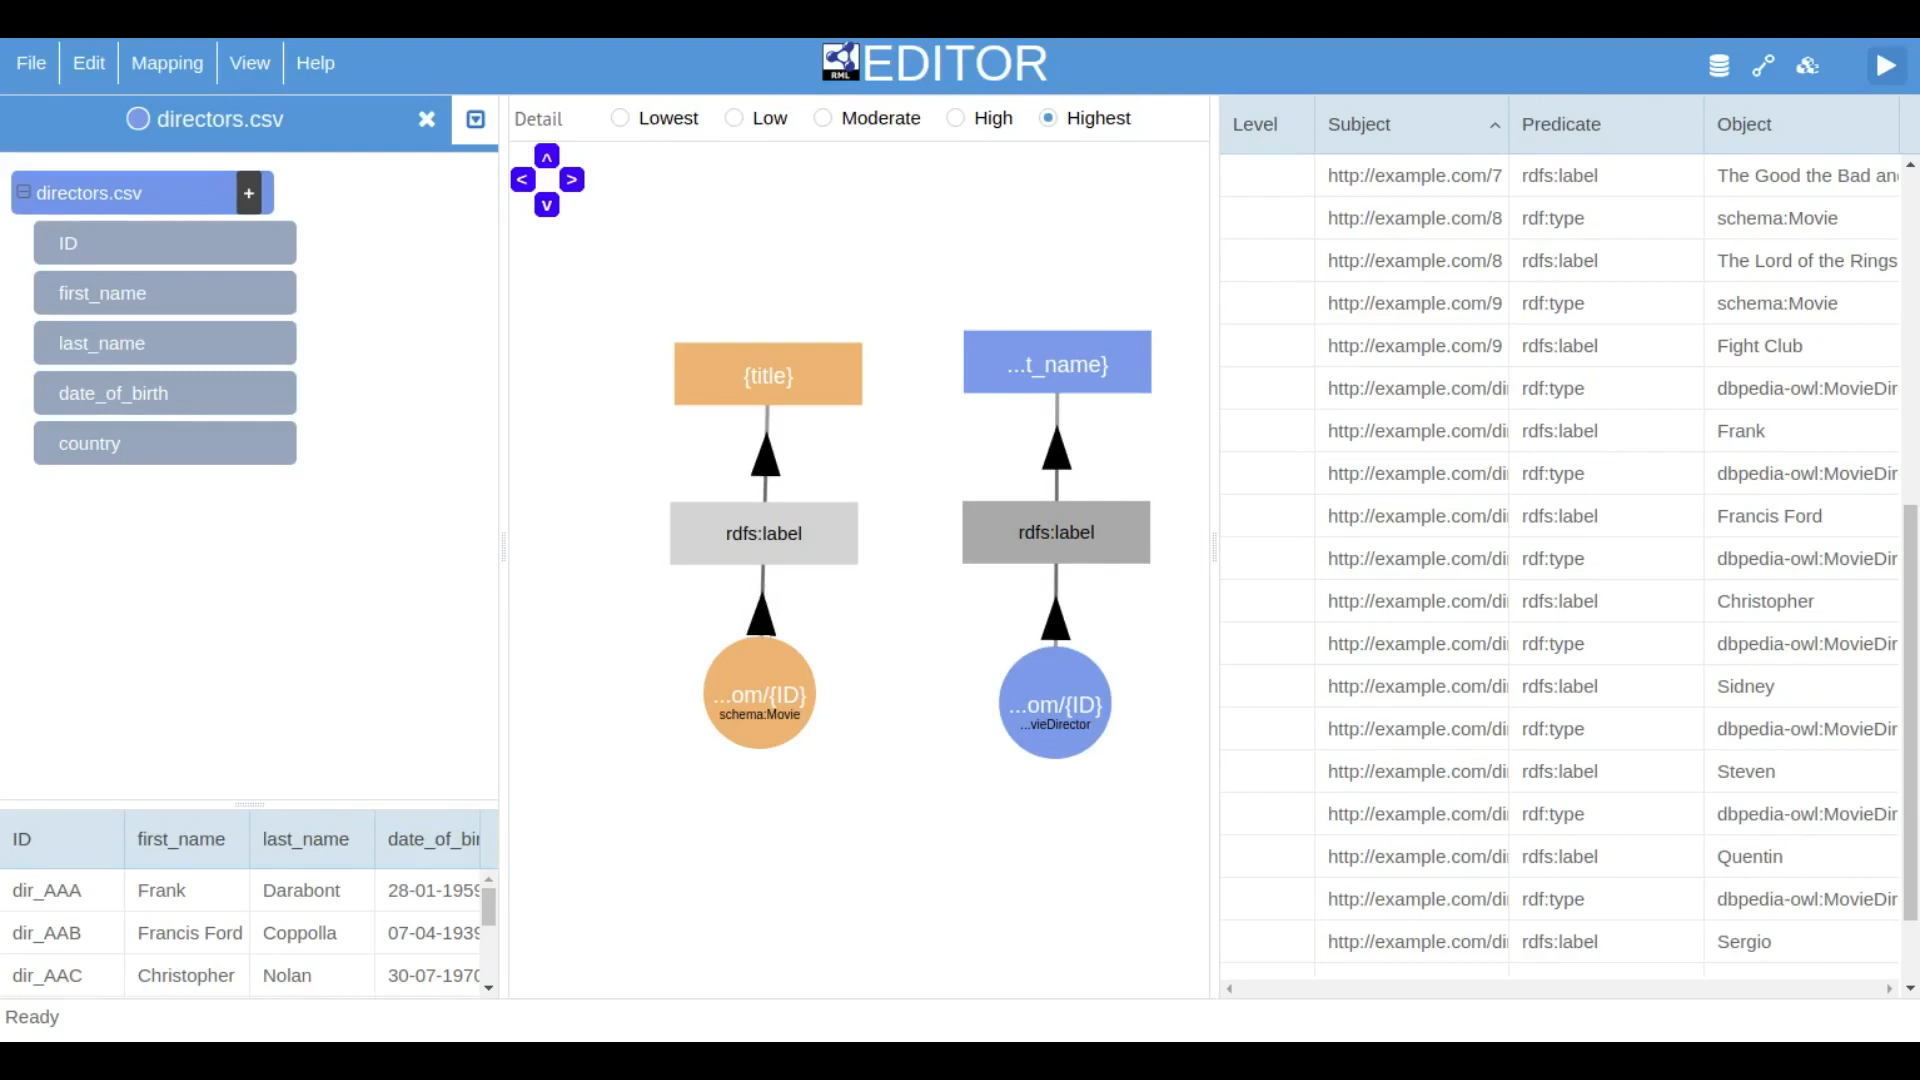 File Edit Mapping View Help
RML EDITOR
directors.csv
directors.csv +
ID
first_name
last_name
date_of_birth
country
ID first_name last_name date_of_bir
dir_AAA Frank Darabont 28-01-1959
dir_AAB Francis Ford Coppolla 07-04-1939
dir_AAC Christopher Nolan 30-07-1970
Ready
Detail Lowest Low Moderate High Highest
^
< >
v
{title}
rdfs:label
...om/{ID}
schema:Movie
...t_name}
rdfs:label
...om/{ID}
...vieDirector
Level Subject Predicate Object
http://example.com/7 rdfs:label The Good the Bad an
http://example.com/8 rdf:type schema:Movie
http://example.com/8 rdfs:label The Lord of the Rings
http://example.com/9 rdf:type schema:Movie
http://example.com/9 rdfs:label Fight Club
http://example.com/di rdf:type dbpedia-owl:MovieDir
http://example.com/di rdfs:label Frank
http://example.com/di rdf:type dbpedia-owl:MovieDir
http://example.com/di rdfs:label Francis Ford
http://example.com/di rdf:type dbpedia-owl:MovieDir
http://example.com/di rdfs:label Christopher
http://example.com/di rdf:type dbpedia-owl:MovieDir
http://example.com/di rdfs:label Sidney
http://example.com/di rdf:type dbpedia-owl:MovieDir
http://example.com/di rdfs:label Steven
http://example.com/di rdf:type dbpedia-owl:MovieDir
http://example.com/di rdfs:label Quentin
http://example.com/di rdf:type dbpedia-owl:MovieDir
http://example.com/di rdfs:label Sergio